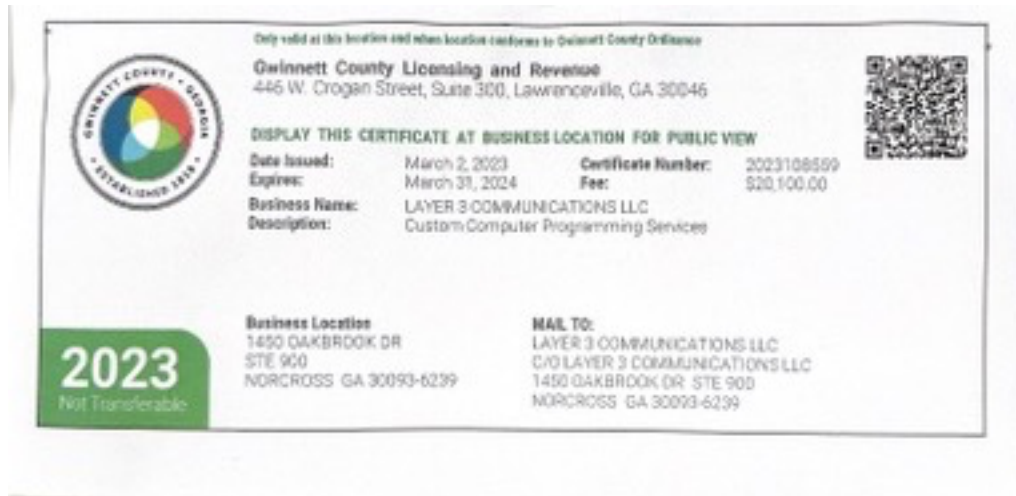 Only valid at this location and when location conforms to Gwinnett County Ordinance
Gwinnett County Licensing and Revenue
446 W. Crogan Street, Suite 300, Lawrenceville, GA 30046
GWINNETT COUNTY • GEORGIA
• ESTABLISHED 1818 •
DISPLAY THIS CERTIFICATE AT BUSINESS LOCATION FOR PUBLIC VIEW
Date Issued: March 2, 2023 Certificate Number: 2023108559
Expires: March 31, 2024 Fee: $20,100.00
Business Name: LAYER 3 COMMUNICATIONS LLC
Description: Custom Computer Programming Services
Business Location
1450 OAKBROOK DR
STE 900
NORCROSS GA 30093-6239
MAIL TO:
LAYER 3 COMMUNICATIONS LLC
C/O LAYER 3 COMMUNICATIONS LLC
1450 OAKBROOK DR STE 900
NORCROSS GA 30093-6239
2023
Not Transferable